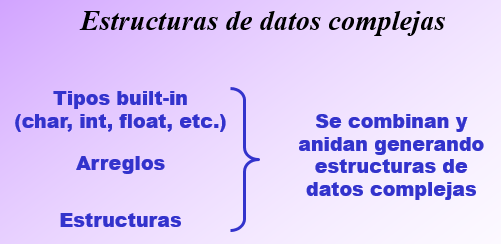 Estructuras de datos complejas
Tipos built-in
(char, int, float, etc.)
Arreglos
Estructuras
Se combinan y
anidan generando
estructuras de
datos complejas